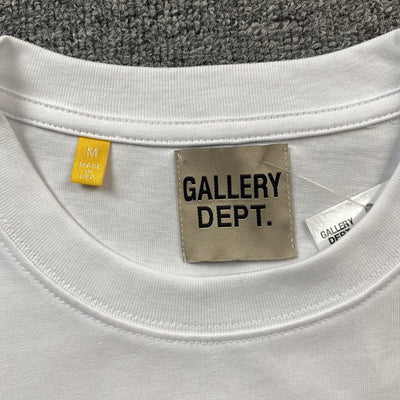 M
MADE
IN
USA
GALLERY
DEPT.
GALLERY
DEPT.